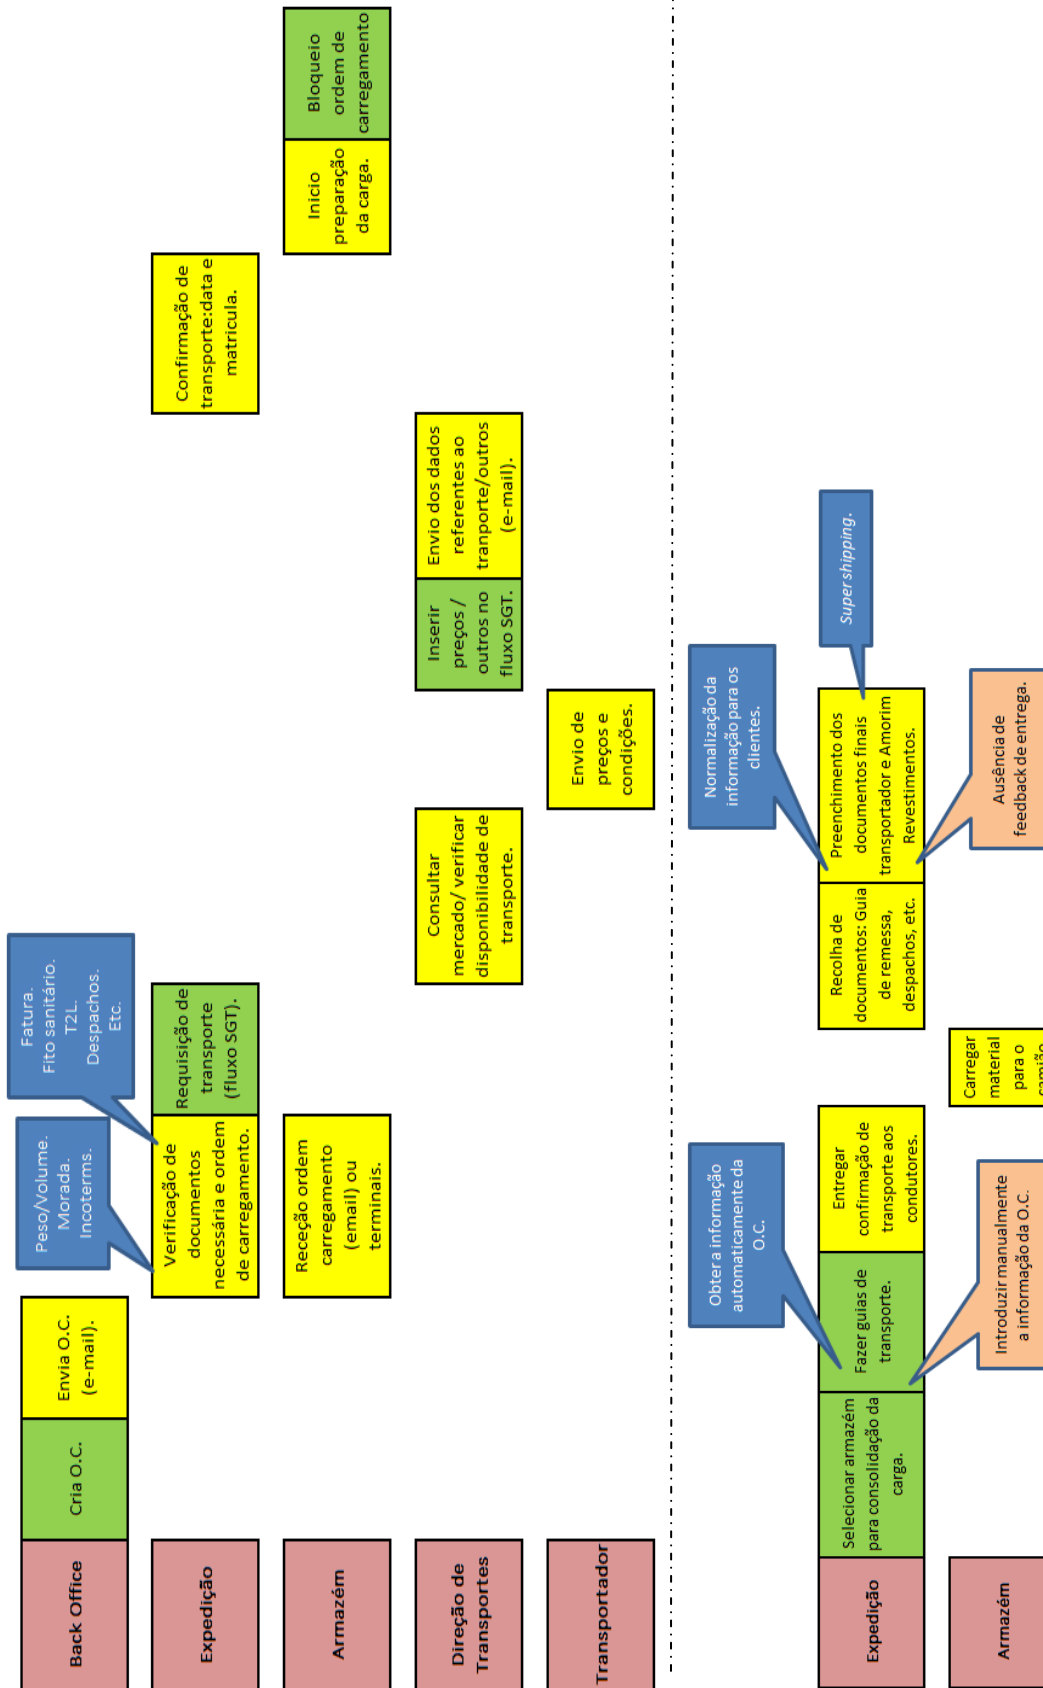 Back Office
Cria O.C.
Envia O.C.
(e-mail).
Peso/Volume.
Morada.
Incoterms.
Fatura.
Fito sanitário.
T2L.
Despachos.
Etc.
Expedição
Verificação de
documentos
necessária e ordem
de carregamento.
Requisição de
transporte
(fluxo SGT).
Confirmação de
transporte:data e
matricula.
Armazém
Receção ordem
carregamento
(email) ou
terminais.
Inicio
preparação
da carga.
Bloqueio
ordem de
carregamento
Direção de
Transportes
Consultar
mercado/ verificar
disponibilidade de
transporte.
Inserir
preços /
outros no
fluxo SGT.
Envio dos dados
referentes ao
tranporte/outros
(e-mail).
Transportador
Envio de
preços e
condições.
Obter a informação
automaticamente da
O.C.
Normalização da
informação para os
clientes.
Super shipping.
Expedição
Selecionar armazém
para consolidação da
carga.
Fazer guias de
transporte.
Entregar
confirmação de
transporte aos
condutores.
Recolha de
documentos: Guia
de remessa,
despachos, etc.
Preenchimento dos
documentos finais
transportador e Amorim
Revestimentos.
Armazém
Introduzir manualmente
a informação da O.C.
Carregar
material
para o
camião
Ausência de
feedback de entrega.